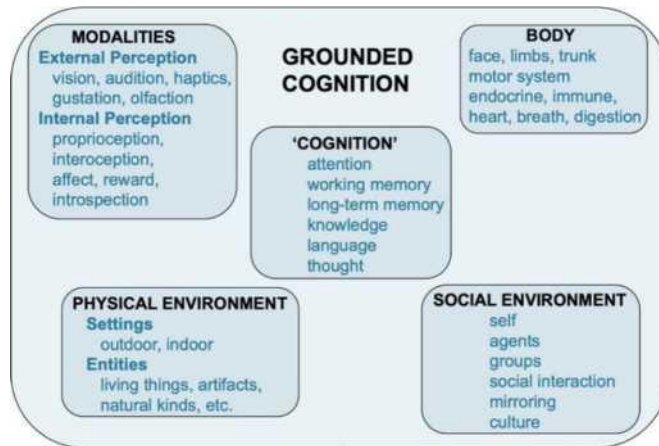 GROUNDED
COGNITION
MODALITIES
External Perception
vision, audition, haptics,
gustation, olfaction
Internal Perception
proprioception,
interoception,
affect, reward,
introspection
BODY
face, limbs, trunk
motor system
endocrine, immune,
heart, breath, digestion
‘COGNITION’
attention
working memory
long-term memory
knowledge
language
thought
PHYSICAL ENVIRONMENT
Settings
outdoor, indoor
Entities
living things, artifacts,
natural kinds, etc.
SOCIAL ENVIRONMENT
self
agents
groups
social interaction
mirroring
culture